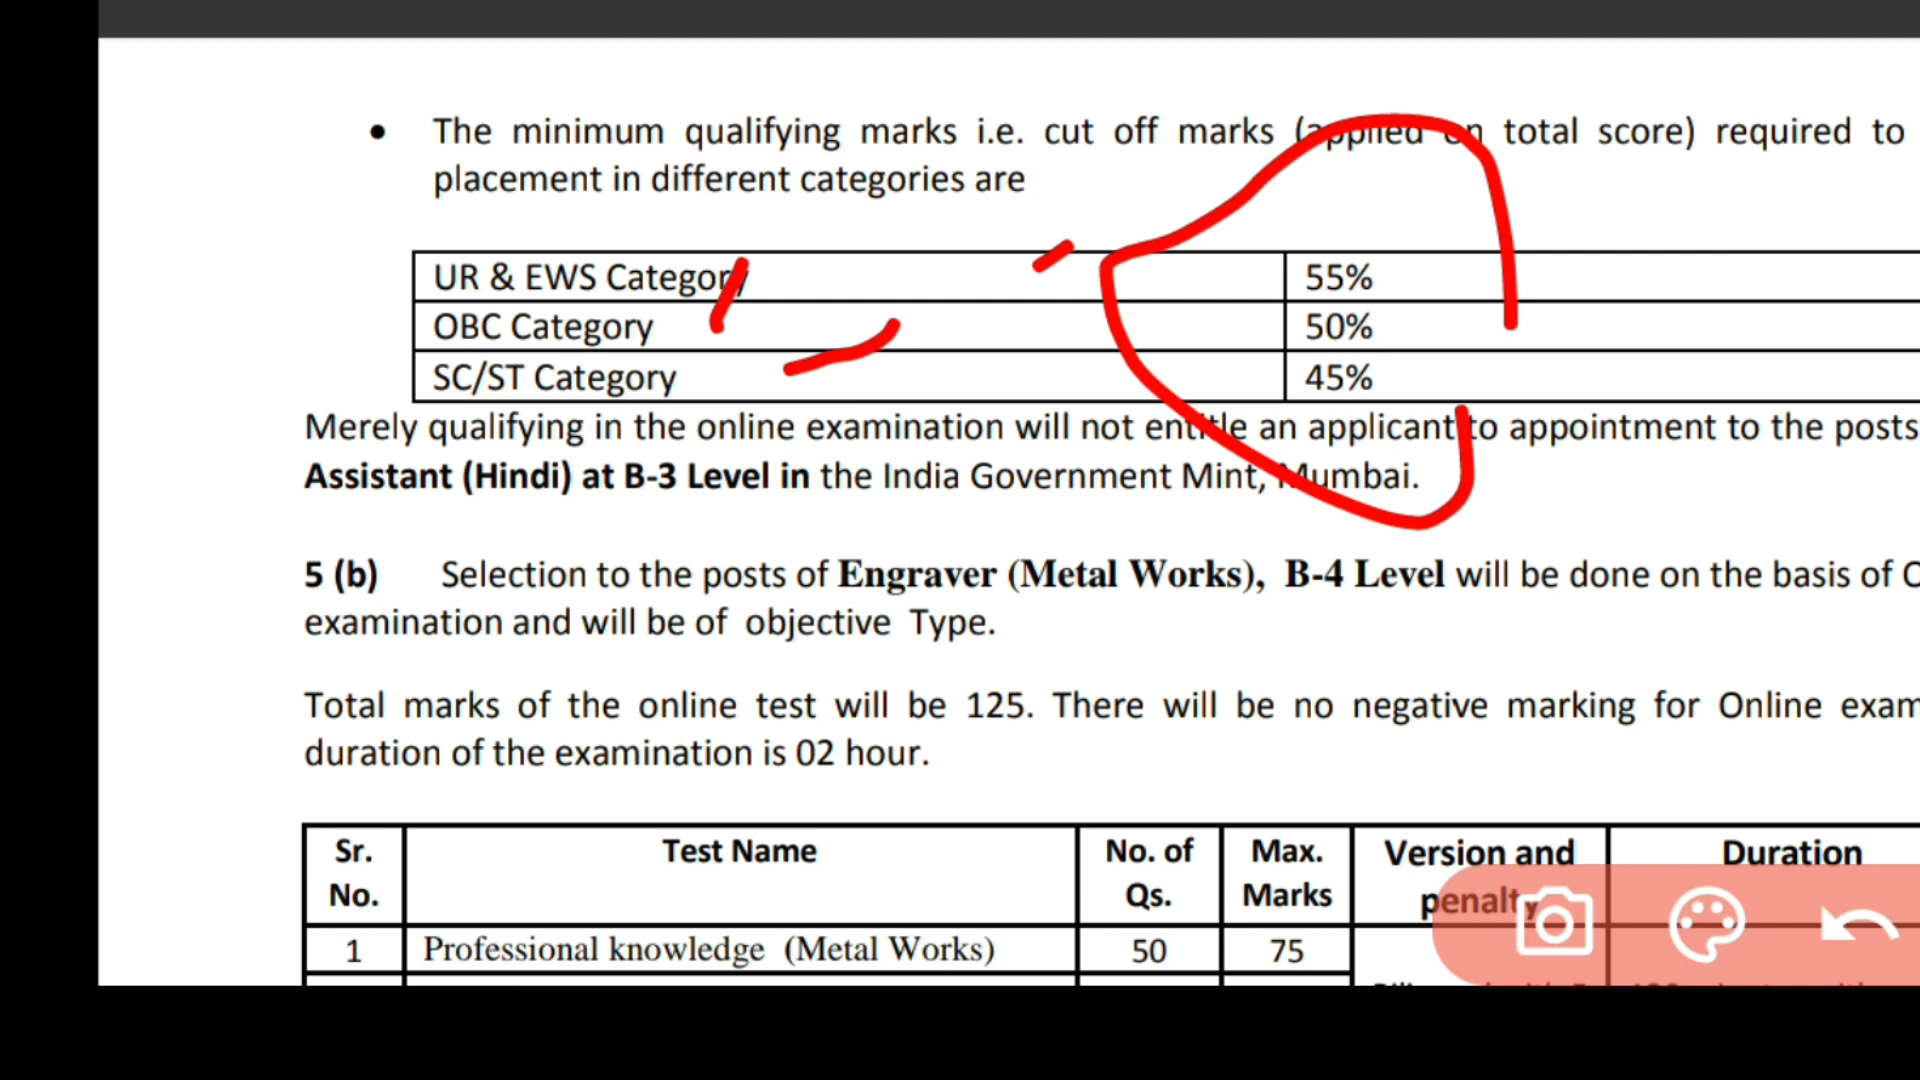 • The minimum qualifying marks i.e. cut off marks (applied on total score) required to
placement in different categories are
UR & EWS Category 55%
OBC Category 50%
SC/ST Category 45%
Merely qualifying in the online examination will not entitle an applicant to appointment to the posts
Assistant (Hindi) at B-3 Level in the India Government Mint, Mumbai.
5 (b) Selection to the posts of Engraver (Metal Works), B-4 Level will be done on the basis of
examination and will be of objective Type.
Total marks of the online test will be 125. There will be no negative marking for Online exam
duration of the examination is 02 hour.
Sr. No. Test Name No. of Qs. Max. Marks Version and penalty Duration
1 Professional knowledge (Metal Works) 50 75